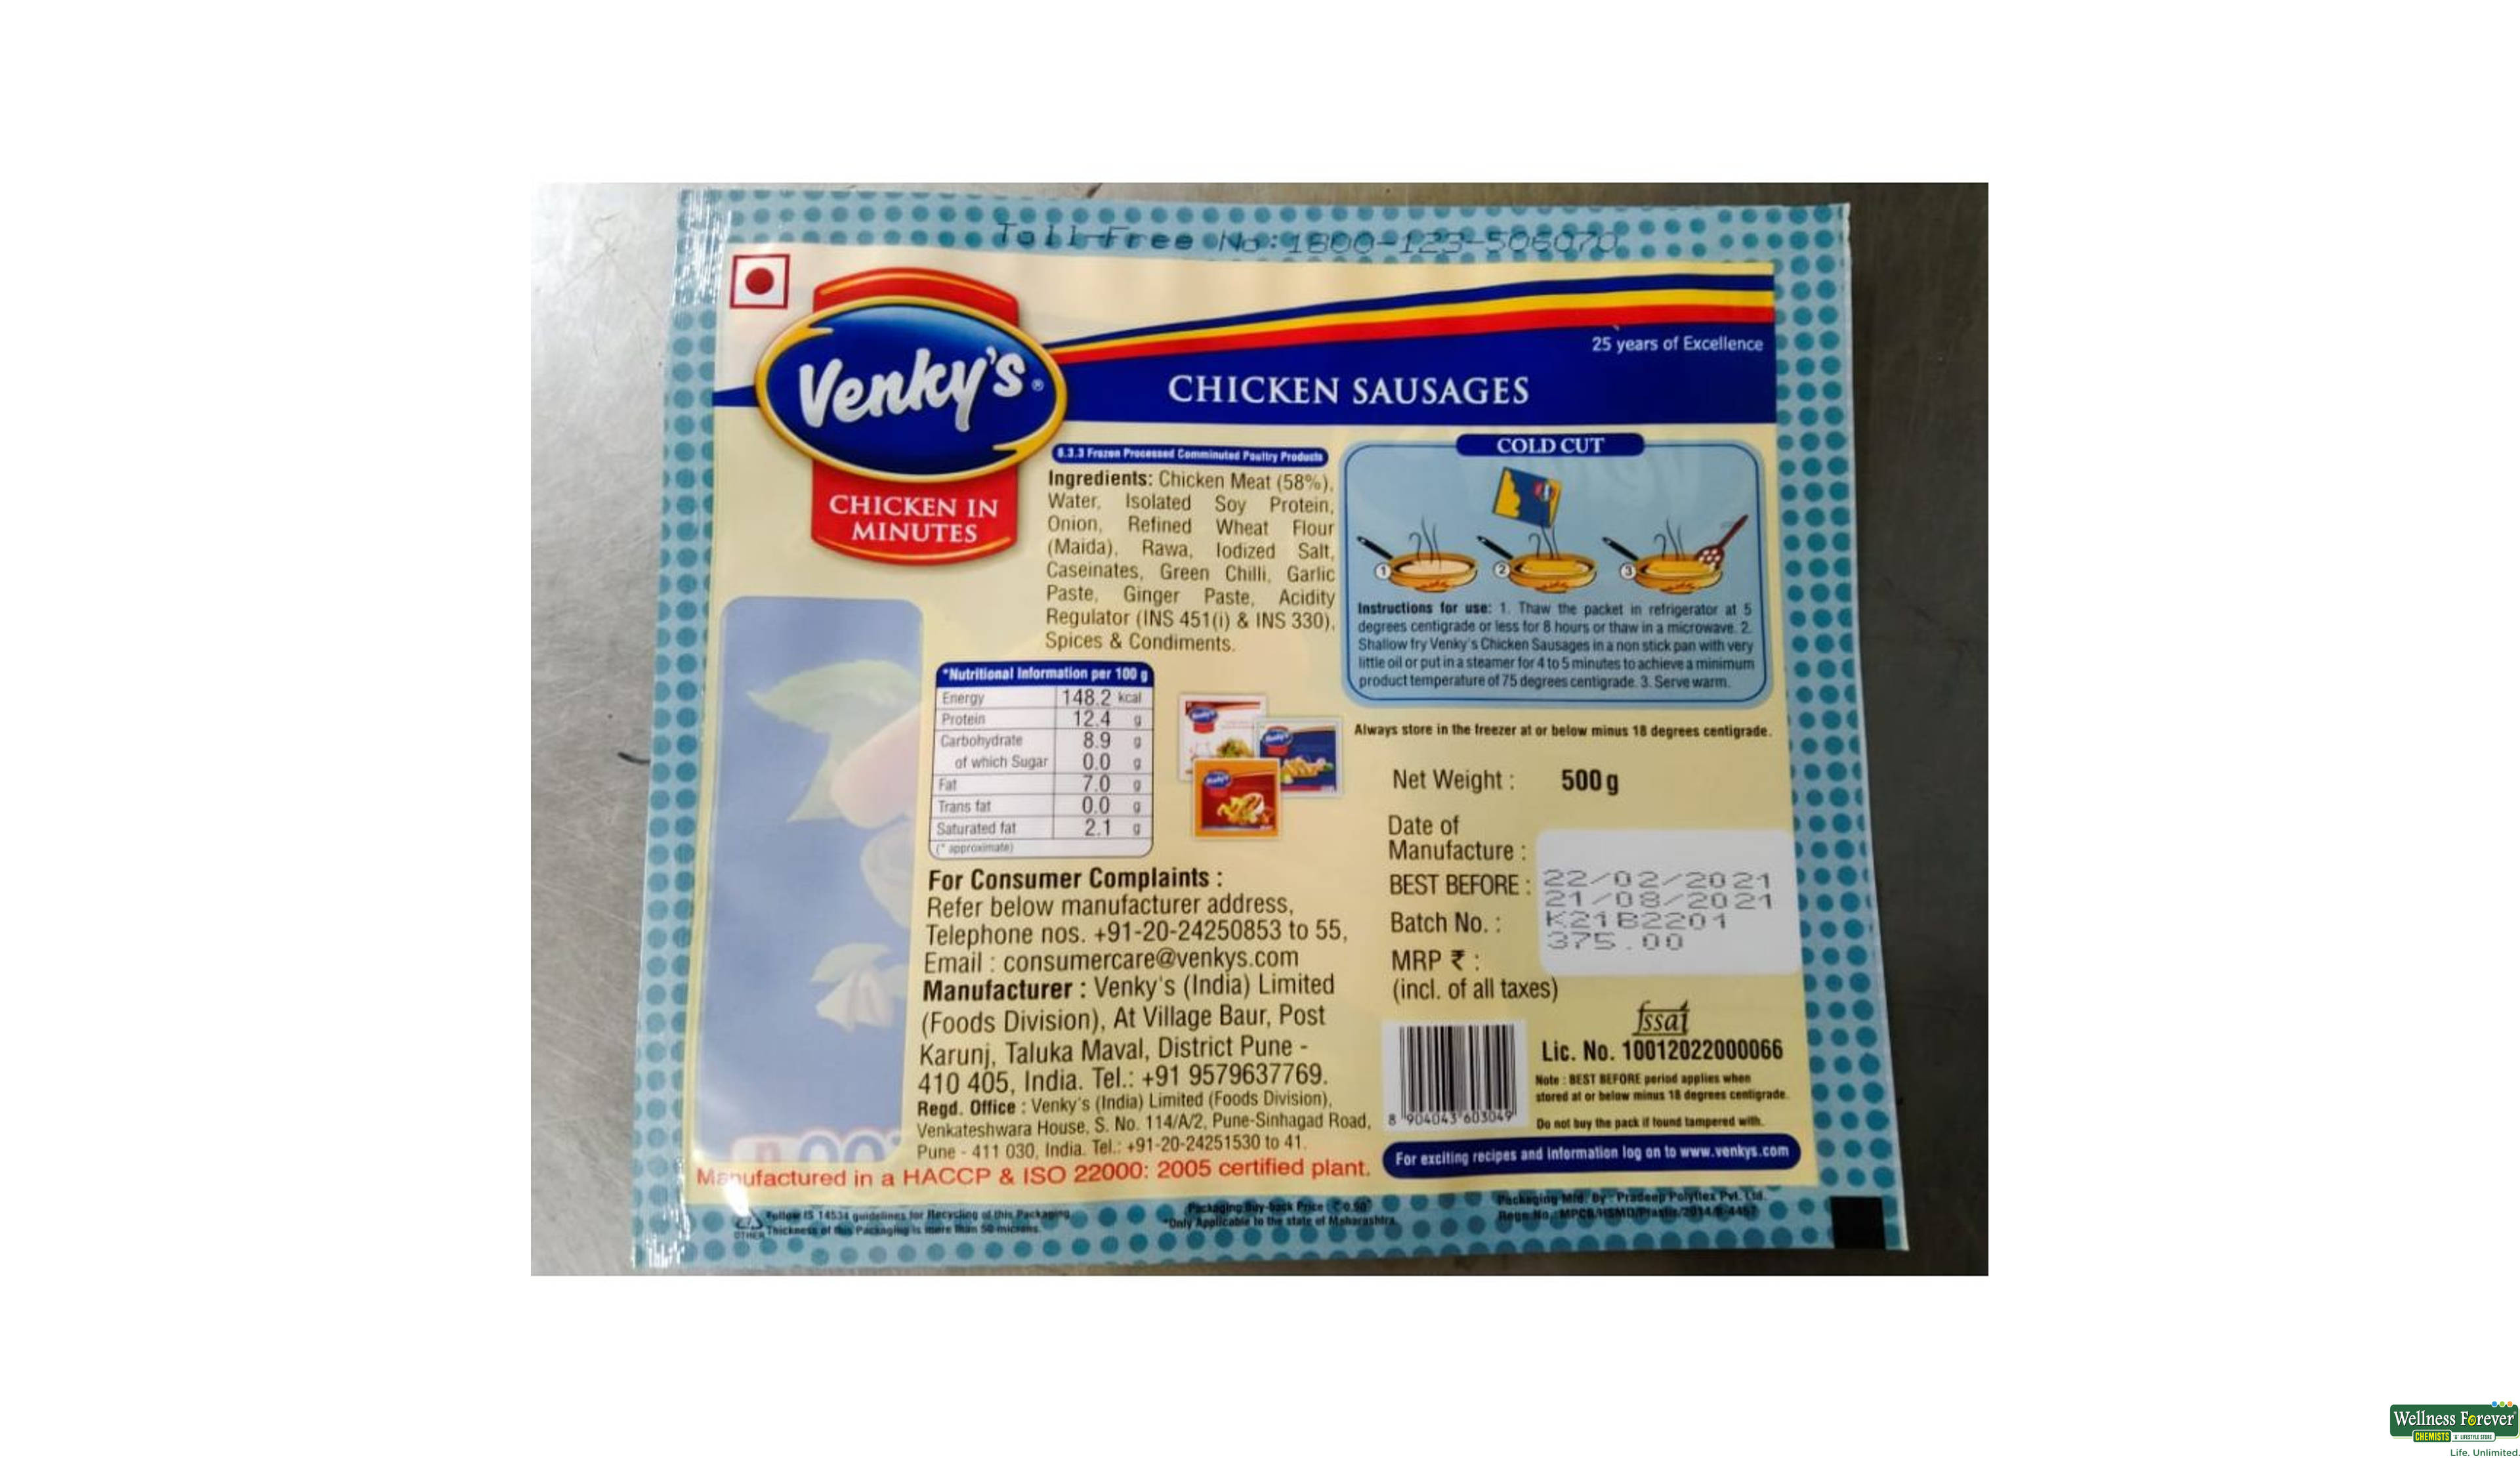 Toll-Free No:1800-123-506070
Venky's®
CHICKEN IN
MINUTES
25 years of Excellence
CHICKEN SAUSAGES
8.3.3 Frozen Processed Comminuted Poultry Products
Ingredients: Chicken Meat (58%),
Water, Isolated Soy Protein,
Onion, Refined Wheat Flour
(Maida), Rawa, Iodized Salt,
Caseinates, Green Chilli, Garlic
Paste, Ginger Paste, Acidity
Regulator (INS 451(i) & INS 330),
Spices & Condiments.
COLD CUT
1 2 3
Instructions for use: 1. Thaw the packet in refrigerator at 5
degrees centigrade or less for 8 hours or thaw in a microwave. 2.
Shallow fry Venky's Chicken Sausages in a non stick pan with very
little oil or put in a steamer for 4 to 5 minutes to achieve a minimum
product temperature of 75 degrees centigrade. 3. Serve warm.
*Nutritional Information per 100 g
Energy 148.2 kcal
Protein 12.4 g
Carbohydrate 8.9 g
of which Sugar 0.0 g
Fat 7.0 g
Trans fat 0.0 g
Saturated fat 2.1 g
(* approximate)
Always store in the freezer at or below minus 18 degrees centigrade.
Net Weight : 500 g
Date of
Manufacture : 22/02/2021
BEST BEFORE : 21/08/2021
Batch No. : K21B2201
MRP ₹ : 375.00
(incl. of all taxes)
For Consumer Complaints :
Refer below manufacturer address,
Telephone nos. +91-20-24250853 to 55,
Email : consumercare@venkys.com
Manufacturer : Venky's (India) Limited
(Foods Division), At Village Baur, Post
Karunj, Taluka Maval, District Pune -
410 405, India. Tel.: +91 9579637769.
Regd. Office : Venky's (India) Limited (Foods Division),
Venkateshwara House, S. No. 114/A/2, Pune-Sinhagad Road,
Pune - 411 030, India. Tel.: +91-20-24251530 to 41.
Manufactured in a HACCP & ISO 22000: 2005 certified plant.
fssai
Lic. No. 10012022000066
Note : BEST BEFORE period applies when
stored at or below minus 18 degrees centigrade.
Do not buy the pack if found tampered with.
8 904043 603049
For exciting recipes and information log on to www.venkys.com
Follow IS 14534 guidelines for Recycling of this Packaging
OTHER Thickness of this Packaging is more than 50 microns.
Packaging Buy-back Price : ₹ 0.50*
*Only Applicable to the state of Maharashtra.
Packaging Mfd. By : Pradeep Polyflex Pvt. Ltd.
Regn No.
Wellness Forever
CHEMISTS & LIFESTYLE STORE
Life. Unlimited.